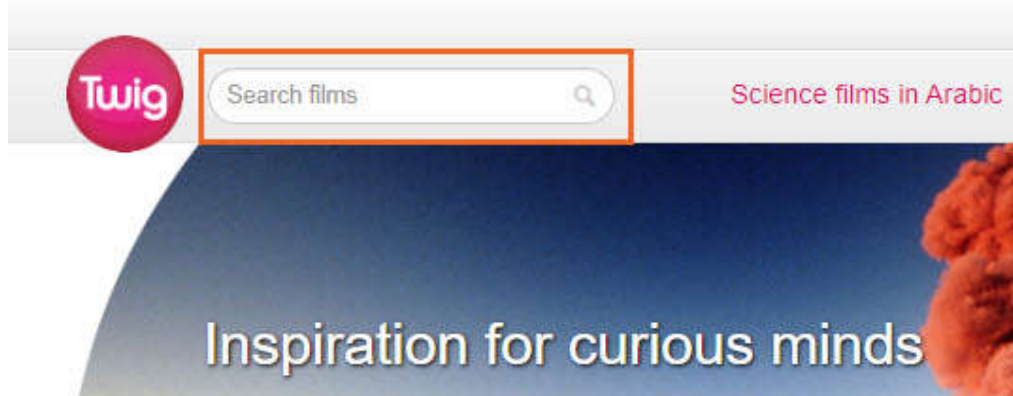 Twig
Search films
Science films in Arabic
Inspiration for curious minds